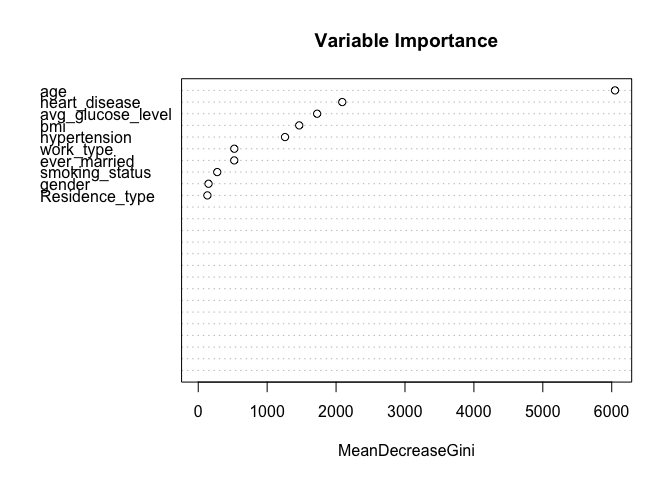 Variable Importance
age
heart_disease
avg_glucose_level
bmi
hypertension
work_type
ever_married
smoking_status
gender
Residence_type
0 1000 2000 3000 4000 5000 6000
MeanDecreaseGini